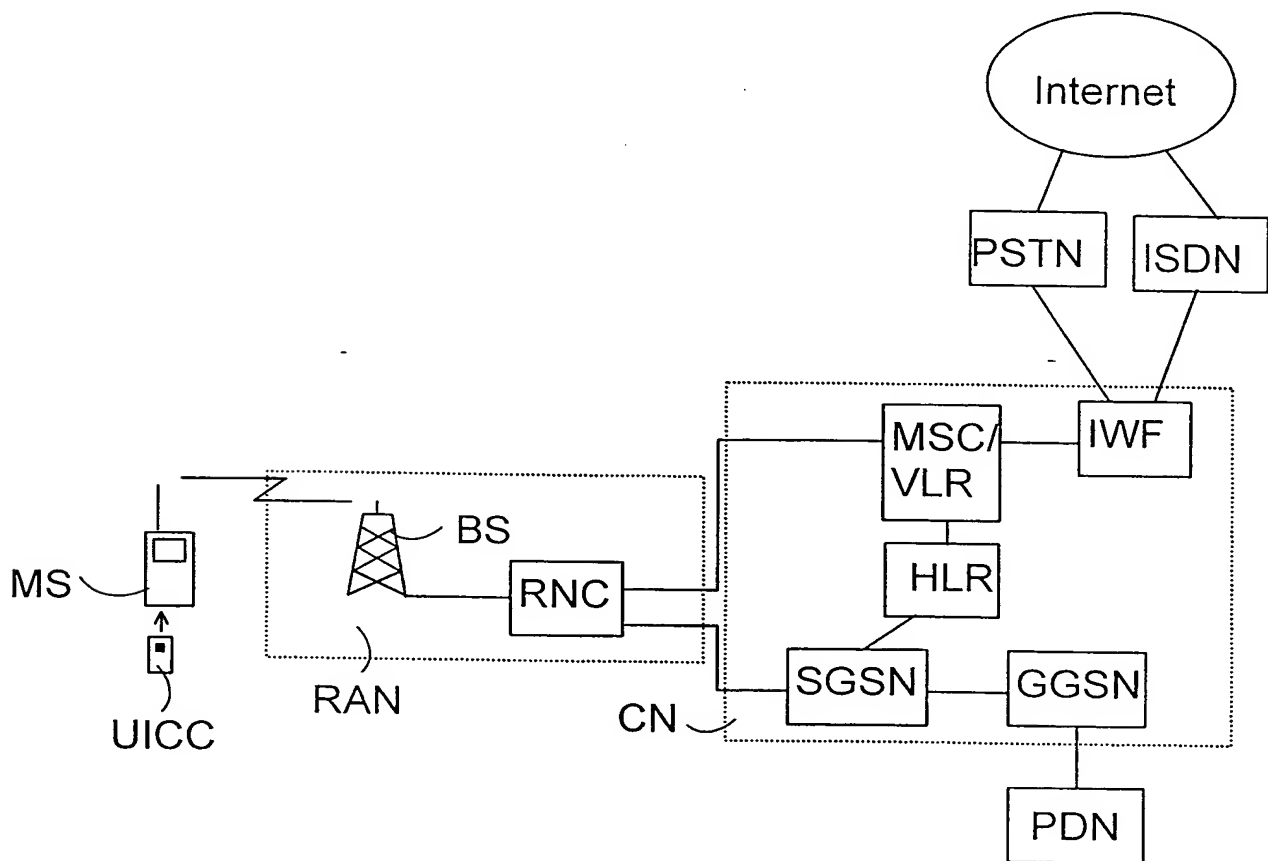 Internet
PSTN
ISDN
MSC/
VLR
IWF
BS
MS
RNC
HLR
RAN
SGSN
GGSN
CN
UICC
PDN